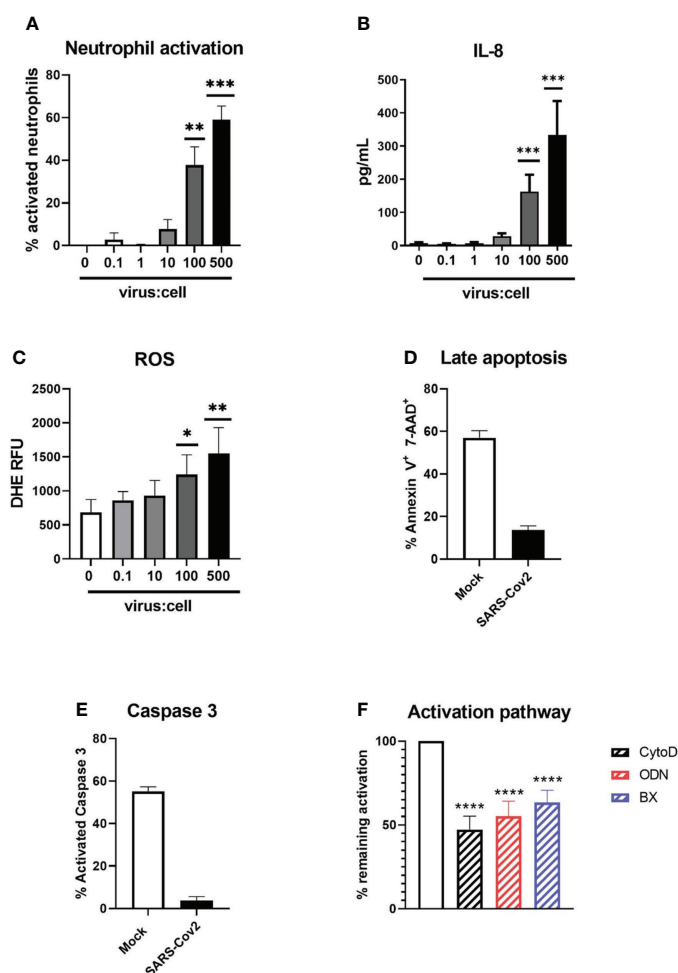 A
Neutrophil activation
% activated neutrophils
80
60
40
20
0
**
***
0 0.1 1 10 100 500
virus:cell
B
IL-8
pg/mL
500
400
300
200
100
0
***
***
0 0.1 1 10 100 500
virus:cell
C
ROS
DHE RFU
2500
2000
1500
1000
500
0
*
**
0 0.1 10 100 500
virus:cell
D
Late apoptosis
% Annexin V+ 7-AAD+
80
60
40
20
0
Mock
SARS-Cov2
E
Caspase 3
% Activated Caspase 3
80
60
40
20
0
Mock
SARS-Cov2
F
Activation pathway
% remaining activation
100
50
0
****
****
****
CytoD
ODN
BX